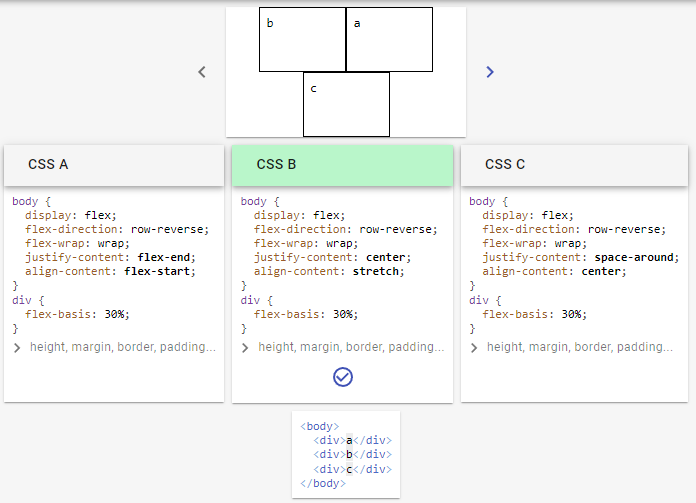 b a
c
CSS A CSS B CSS C
body {
display: flex;
flex-direction: row-reverse;
flex-wrap: wrap;
justify-content: flex-end;
align-content: flex-start;
}
div {
flex-basis: 30%;
}
height, margin, border, padding...
body {
display: flex;
flex-direction: row-reverse;
flex-wrap: wrap;
justify-content: center;
align-content: stretch;
}
div {
flex-basis: 30%;
}
height, margin, border, padding...
body {
display: flex;
flex-direction: row-reverse;
flex-wrap: wrap;
justify-content: space-around;
align-content: center;
}
div {
flex-basis: 30%;
}
height, margin, border, padding...
<body>
<div>a</div>
<div>b</div>
<div>c</div>
</body>